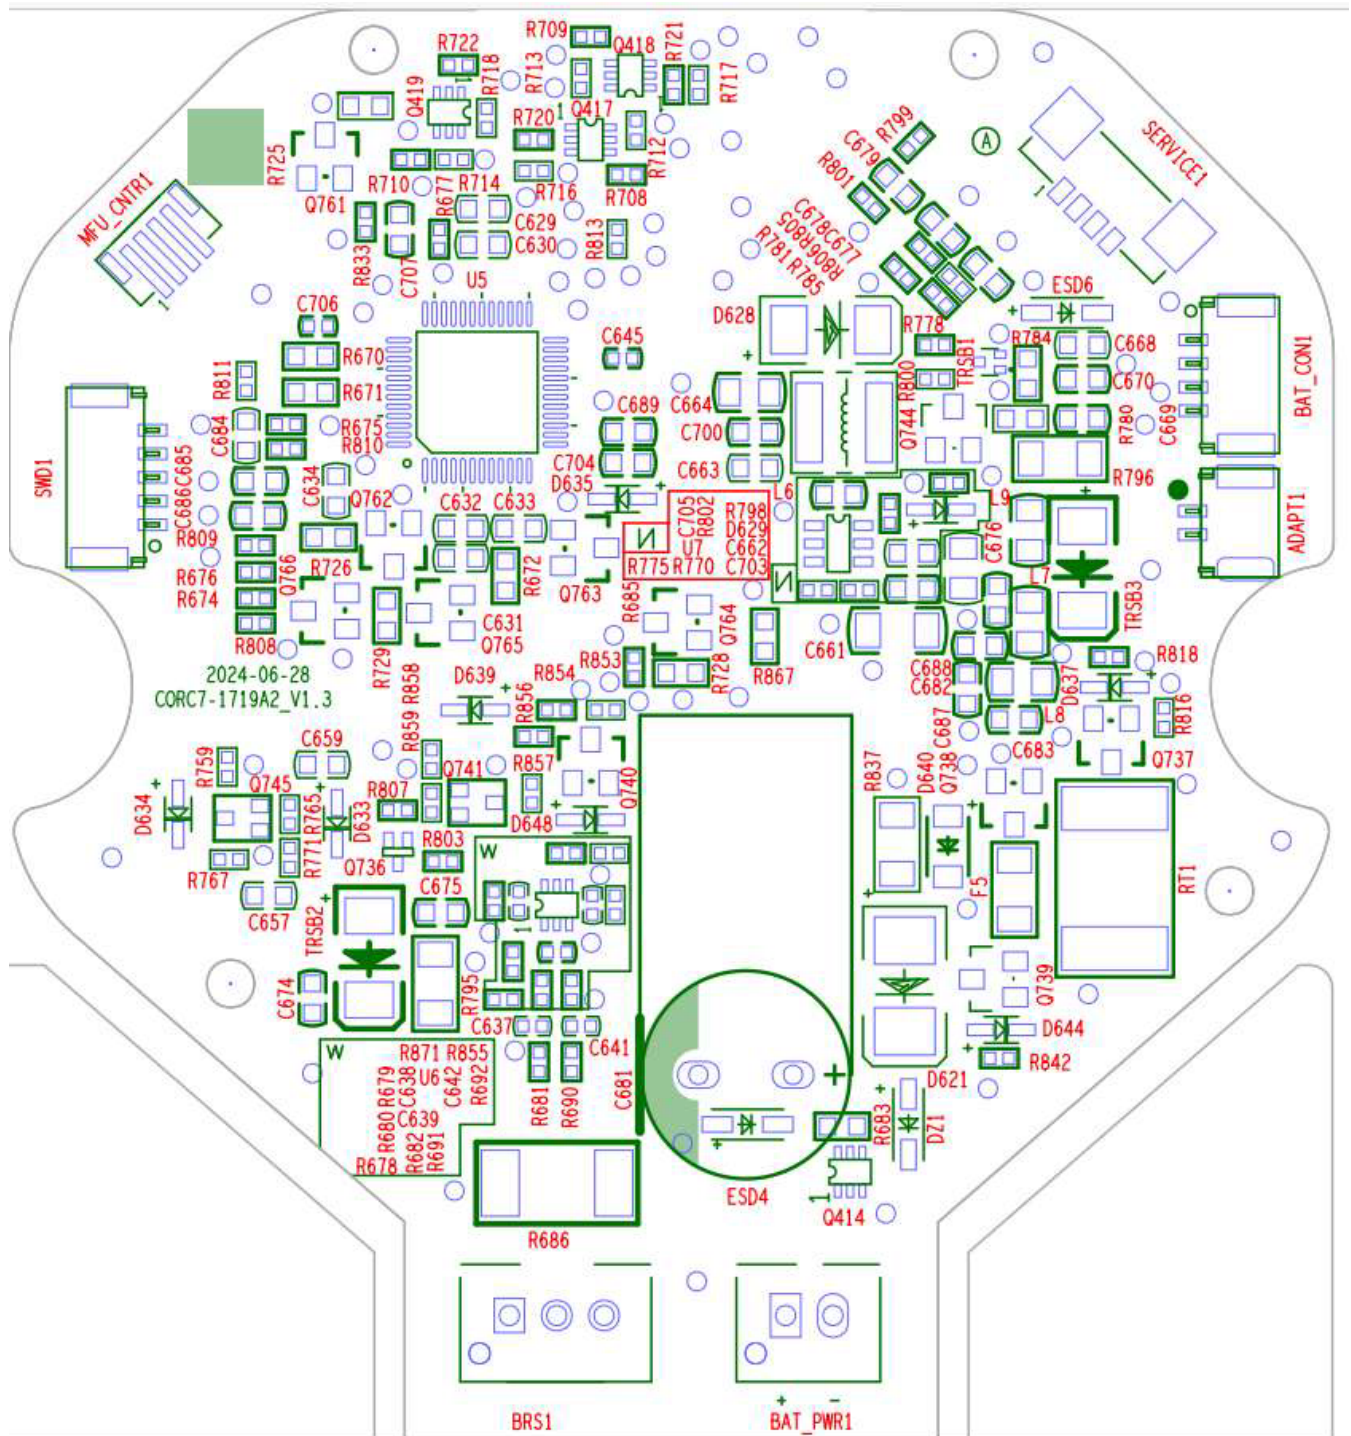 R709
R722
Q418
R721
R718
R713
R717
Q419
Q417
R720
R712
R725
R710
R677
R714
R716
R708
MFU_CNTR1
Q761
C629
C630
R833
C707
R813
1
U5
R799
A
C679
R801
SERVICE1
1
C678C677
R806R805
R781R785
ESD6
D628
R778
R784
C668
TRSB1
C706
C645
R670
R811
R671
R800
C670
BAT_CON1
C664
C689
Q744
R780
C669
C684
R675
R810
C700
C704
C663
R796
SWD1
C685
C686
C634
Q762
C632
C633
D635
L6
L9
C676
ADAPT1
C705
R802
R798
D629
C662
C703
U7
R775
R770
И
И
R809
R676
R674
R808
Q766
R726
R672
Q763
R685
Q764
L7
TRSB3
C631
Q765
R729
R728
R867
C661
C688
C682
D637
R818
R816
2024-06-28
CORC7-1719A2_V1.3
R858
D639
R854
R853
R856
R859
C687
L8
C683
Q737
C659
R759
Q745
R807
Q741
R857
Q740
R837
D640
Q738
D634
R765
D633
D648
R771
R767
Q736
R803
W
C657
C675
F5
RT1
TRSB2
1
C674
R795
C637
C641
Q739
D644
R842
W
R871
R855
R679
C638
U6
C642
R692
C639
R680
R682
R691
R678
R681
R690
C681
+
D621
R683
DZ1
ESD4
1
Q414
R686
+ -
BRS1
BAT_PWR1